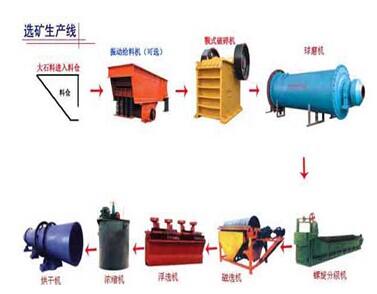 选矿生产线
振动给料机（可选）
颚式破碎机
球磨机
大石料进入料仓
料仓
烘干机
浓缩机
浮选机
磁选机
螺旋分级机